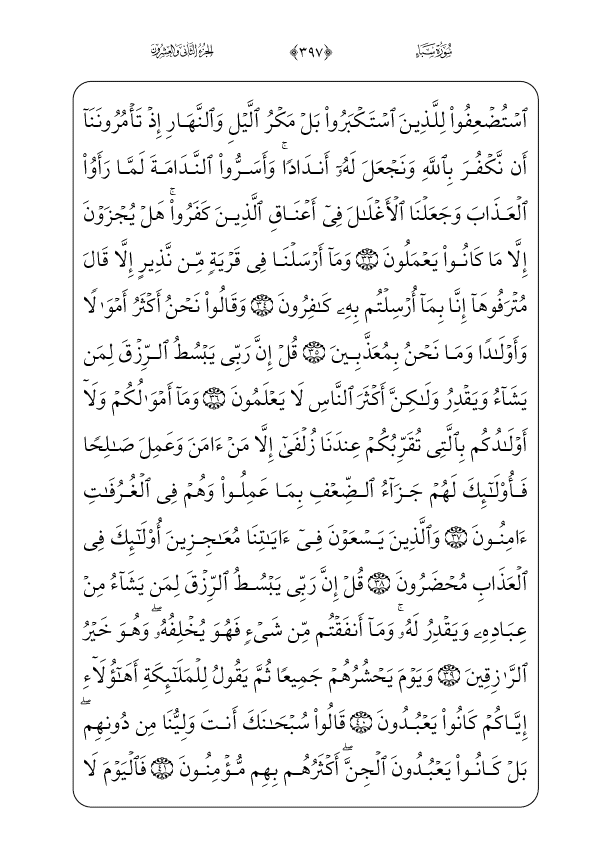 سُورَةُ سَبَإٍ ﴿٣٩٧﴾ الجُزءُ الثَّانِي وَالعِشْرُونَ
ٱسۡتُضۡعِفُواْ لِلَّذِينَ ٱسۡتَكۡبَرُواْ بَلۡ مَكۡرُ ٱلَّيۡلِ وَٱلنَّهَارِ إِذۡ تَأۡمُرُونَنَآ
أَن نَّكۡفُرَ بِٱللَّهِ وَنَجۡعَلَ لَهُۥٓ أَندَادٗاۚ وَأَسَرُّواْ ٱلنَّدَامَةَ لَمَّا رَأَوُاْ
ٱلۡعَذَابَ وَجَعَلۡنَا ٱلۡأَغۡلَٰلَ فِيٓ أَعۡنَاقِ ٱلَّذِينَ كَفَرُواْۚ هَلۡ يُجۡزَوۡنَ
إِلَّا مَا كَانُواْ يَعۡمَلُونَ ٣٣ وَمَآ أَرۡسَلۡنَا فِي قَرۡيَةٖ مِّن نَّذِيرٍ إِلَّا قَالَ
مُتۡرَفُوهَآ إِنَّا بِمَآ أُرۡسِلۡتُم بِهِۦ كَٰفِرُونَ ٣٤ وَقَالُواْ نَحۡنُ أَكۡثَرُ أَمۡوَٰلٗا
وَأَوۡلَٰدٗا وَمَا نَحۡنُ بِمُعَذَّبِينَ ٣٥ قُلۡ إِنَّ رَبِّي يَبۡسُطُ ٱلرِّزۡقَ لِمَن
يَشَآءُ وَيَقۡدِرُ وَلَٰكِنَّ أَكۡثَرَ ٱلنَّاسِ لَا يَعۡلَمُونَ ٣٦ وَمَآ أَمۡوَٰلُكُمۡ وَلَآ
أَوۡلَٰدُكُم بِٱلَّتِي تُقَرِّبُكُمۡ عِندَنَا زُلۡفَىٰٓ إِلَّا مَنۡ ءَامَنَ وَعَمِلَ صَٰلِحٗا
فَأُوْلَٰٓئِكَ لَهُمۡ جَزَآءُ ٱلضِّعۡفِ بِمَا عَمِلُواْ وَهُمۡ فِي ٱلۡغُرُفَٰتِ
ءَامِنُونَ ٣٧ وَٱلَّذِينَ يَسۡعَوۡنَ فِيٓ ءَايَٰتِنَا مُعَٰجِزِينَ أُوْلَٰٓئِكَ فِي
ٱلۡعَذَابِ مُحۡضَرُونَ ٣٨ قُلۡ إِنَّ رَبِّي يَبۡسُطُ ٱلرِّزۡقَ لِمَن يَشَآءُ مِنۡ
عِبَادِهِۦ وَيَقۡدِرُ لَهُۥۚ وَمَآ أَنفَقۡتُم مِّن شَيۡءٖ فَهُوَ يُخۡلِفُهُۥۖ وَهُوَ خَيۡرُ
ٱلرَّٰزِقِينَ ٣٩ وَيَوۡمَ يَحۡشُرُهُمۡ جَمِيعٗا ثُمَّ يَقُولُ لِلۡمَلَٰٓئِكَةِ أَهَٰٓؤُلَآءِ
إِيَّاكُمۡ كَانُواْ يَعۡبُدُونَ ٤٠ قَالُواْ سُبۡحَٰنَكَ أَنتَ وَلِيُّنَا مِن دُونِهِمۖ
بَلۡ كَانُواْ يَعۡبُدُونَ ٱلۡجِنَّۖ أَكۡثَرُهُم بِهِم مُّؤۡمِنُونَ ٤١ فَٱلۡيَوۡمَ لَا